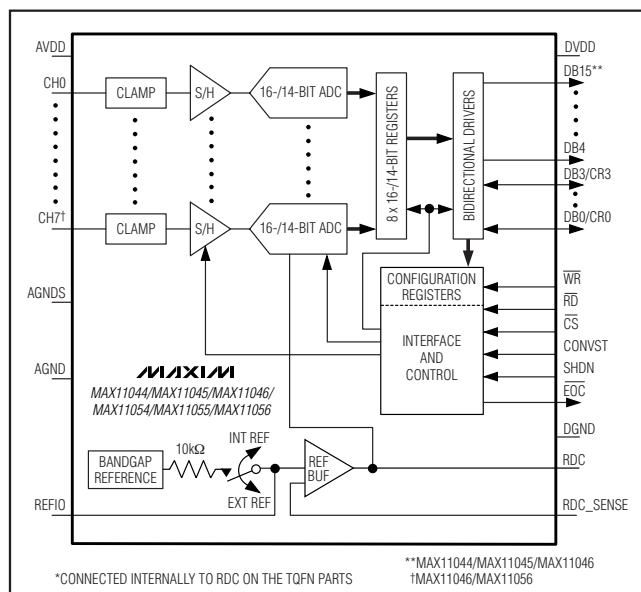 AVDD
DVDD
CH0
CLAMP
S/H
16-/14-BIT ADC
8 x 16-/14-BIT REGISTERS
BIDIRECTIONAL DRIVERS
DB15**
DB4
DB3/CR3
DB0/CR0
CH7†
CLAMP
S/H
16-/14-BIT ADC
AGNDS
CONFIGURATION
REGISTERS
INTERFACE
AND
CONTROL
WR
RD
CS
CONVST
SHDN
EOC
AGND
MAXIM
MAX11044/MAX11045/MAX11046/
MAX11054/MAX11055/MAX11056
DGND
BANDGAP
REFERENCE
10kΩ
INT REF
EXT REF
REF
BUF
RDC
REFIO
RDC_SENSE
*CONNECTED INTERNALLY TO RDC ON THE TQFN PARTS
**MAX11044/MAX11045/MAX11046
†MAX11046/MAX11056